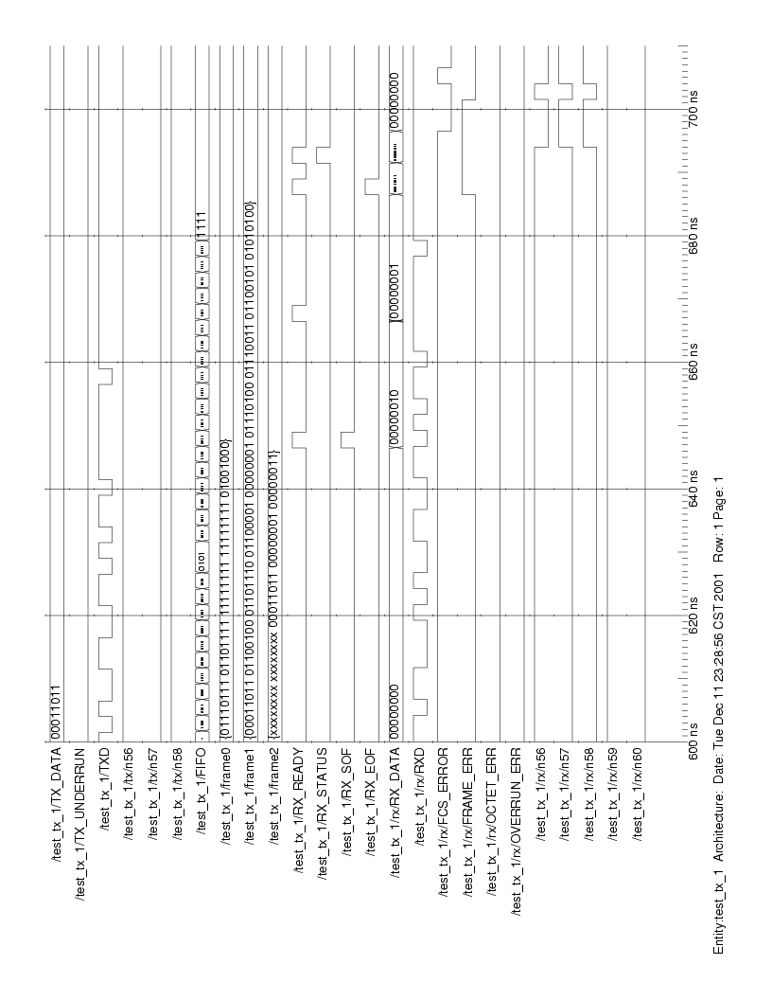 /test_tx_1/TX_DATA 00011011
/test_tx_1/TX_UNDERRUN
/test_tx_1/TXD
/test_tx_1/tx/n56
/test_tx_1/tx/n57
/test_tx_1/tx/n58
/test_tx_1/FIFO - 0101 1111
/test_tx_1/frame0 {01110111 01101111 11111111 11111111 01001000}
/test_tx_1/frame1 {00011011 01100100 01101110 01100001 00000001 01110100 01110011 01100101 01010100}
/test_tx_1/frame2 {xxxxxxxx xxxxxxxx 00011011 00000001 00000011}
/test_tx_1/RX_READY
/test_tx_1/RX_STATUS
/test_tx_1/RX_SOF
/test_tx_1/RX_EOF
/test_tx_1/rx/RX_DATA 00000000 00000010 00000001 00000000
/test_tx_1/rx/RXD
/test_tx_1/rx/FCS_ERROR
/test_tx_1/rx/FRAME_ERR
/test_tx_1/rx/OCTET_ERR
/test_tx_1/rx/OVERRUN_ERR
/test_tx_1/rx/n56
/test_tx_1/rx/n57
/test_tx_1/rx/n58
/test_tx_1/rx/n59
/test_tx_1/rx/n60
600 ns 620 ns 640 ns 660 ns 680 ns 700 ns
Entity:test_tx_1 Architecture: Date: Tue Dec 11 23:28:56 CST 2001 Row: 1 Page: 1